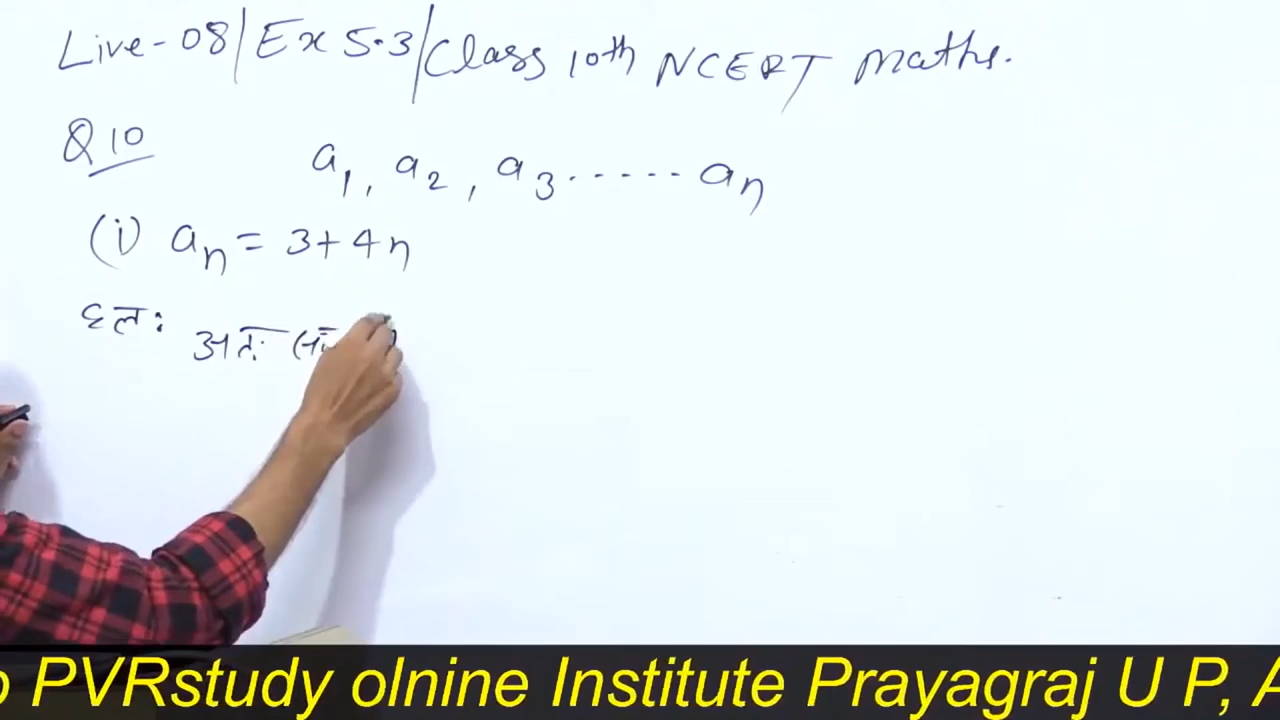 Live-08/Ex 5.3/Class 10th NCERT Maths.
Q 10
a₁, a₂, a₃ ...... aₙ
(i) aₙ = 3+4n
हल:
अतः
PVRstudy olnine Institute Prayagraj U P,